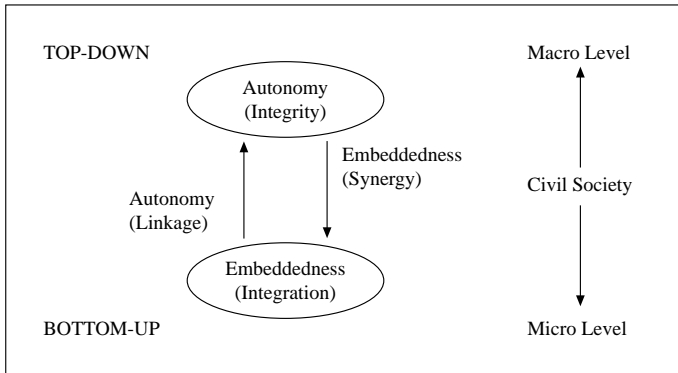 TOP-DOWN
Macro Level
Autonomy
(Integrity)
Embeddedness
(Synergy)
Autonomy
(Linkage)
Civil Society
Embeddedness
(Integration)
BOTTOM-UP
Micro Level